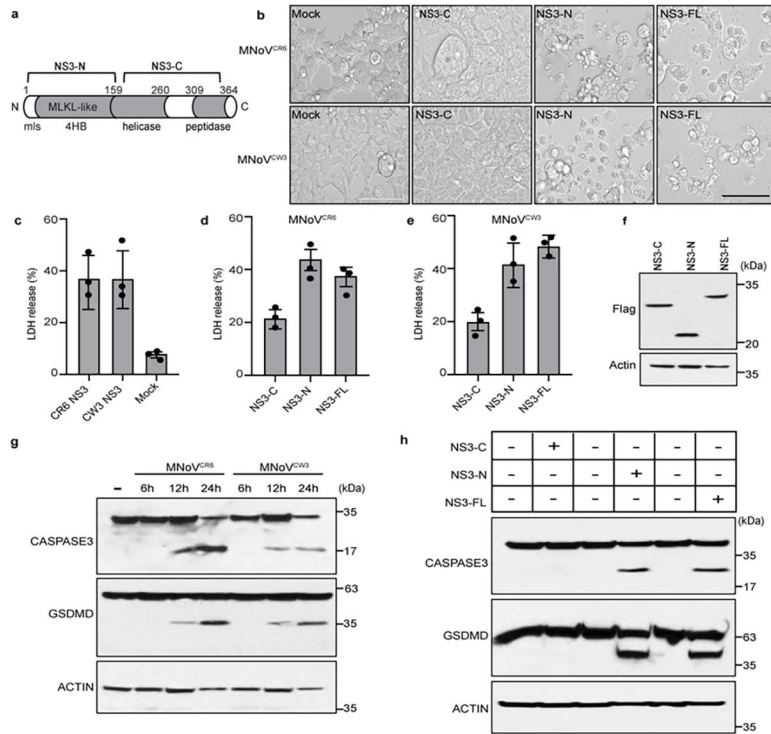 a
NS3-N NS3-C
1 159 260 309 364
N MLKL-like C
mls 4HB helicase peptidase
b
MNoVCR6
Mock NS3-C NS3-N NS3-FL
MNoVCW3
Mock NS3-C NS3-N NS3-FL
c
LDH release (%)
60
40
20
0
CR6 NS3 CW3 NS3 Mock
d
MNoVCR6
LDH release (%)
60
40
20
0
NS3-C NS3-N NS3-FL
e
MNoVCW3
LDH release (%)
60
40
20
0
NS3-C NS3-N NS3-FL
f
NS3-C NS3-N NS3-FL
(kDa)
Flag
35
20
Actin
35
g
MNoVCR6 MNoVCW3
– 6h 12h 24h 6h 12h 24h (kDa)
CASPASE3
35
17
GSDMD
63
35
ACTIN
35
h
NS3-C – + – – – –
NS3-N – – – + – –
NS3-FL – – – – – +
(kDa)
CASPASE3
35
17
GSDMD
63
35
ACTIN
35